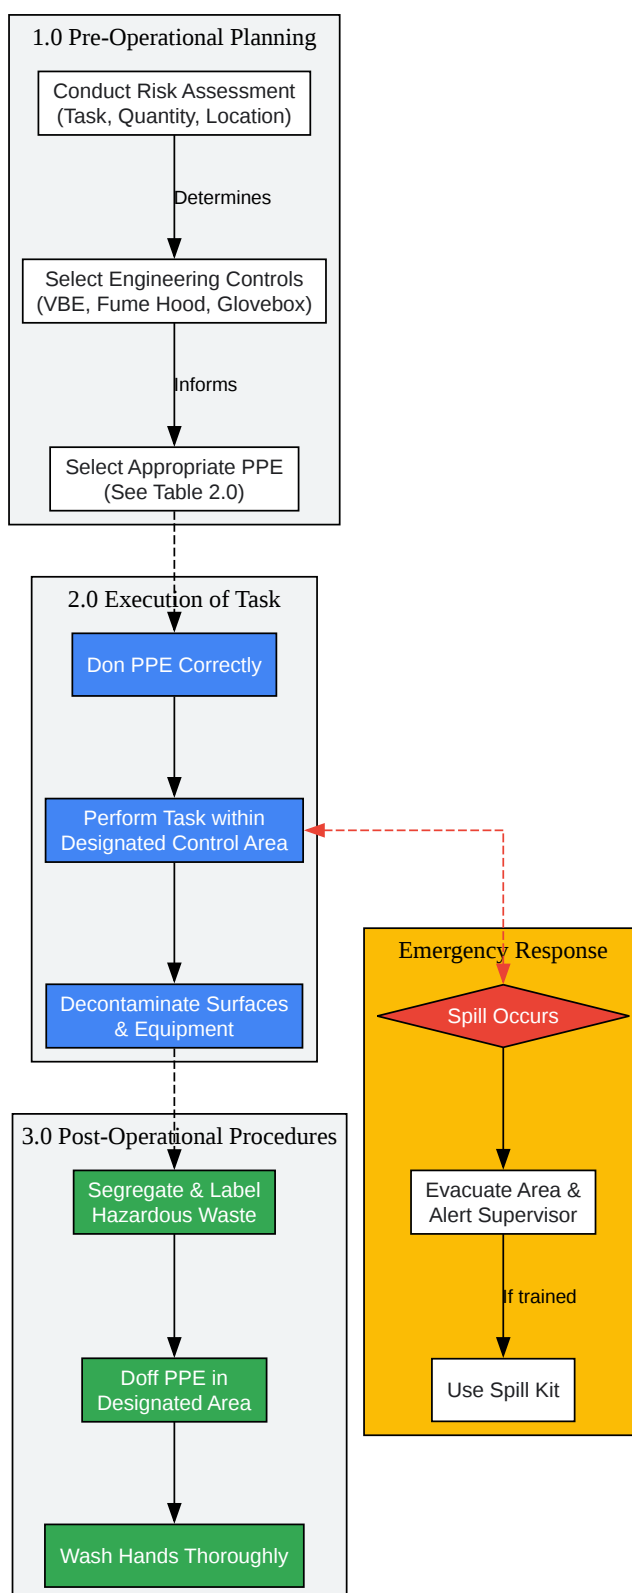 1.0 Pre-Operational Planning
Conduct Risk Assessment
(Task, Quantity, Location)
Determines
Select Engineering Controls
(VBE, Fume Hood, Glovebox)
Informs
Select Appropriate PPE
(See Table 2.0)
2.0 Execution of Task
Don PPE Correctly
Perform Task within
Designated Control Area
Decontaminate Surfaces
& Equipment
Emergency Response
Spill Occurs
Evacuate Area &
Alert Supervisor
If trained
Use Spill Kit
3.0 Post-Operational Procedures
Segregate & Label
Hazardous Waste
Doff PPE in
Designated Area
Wash Hands Thoroughly